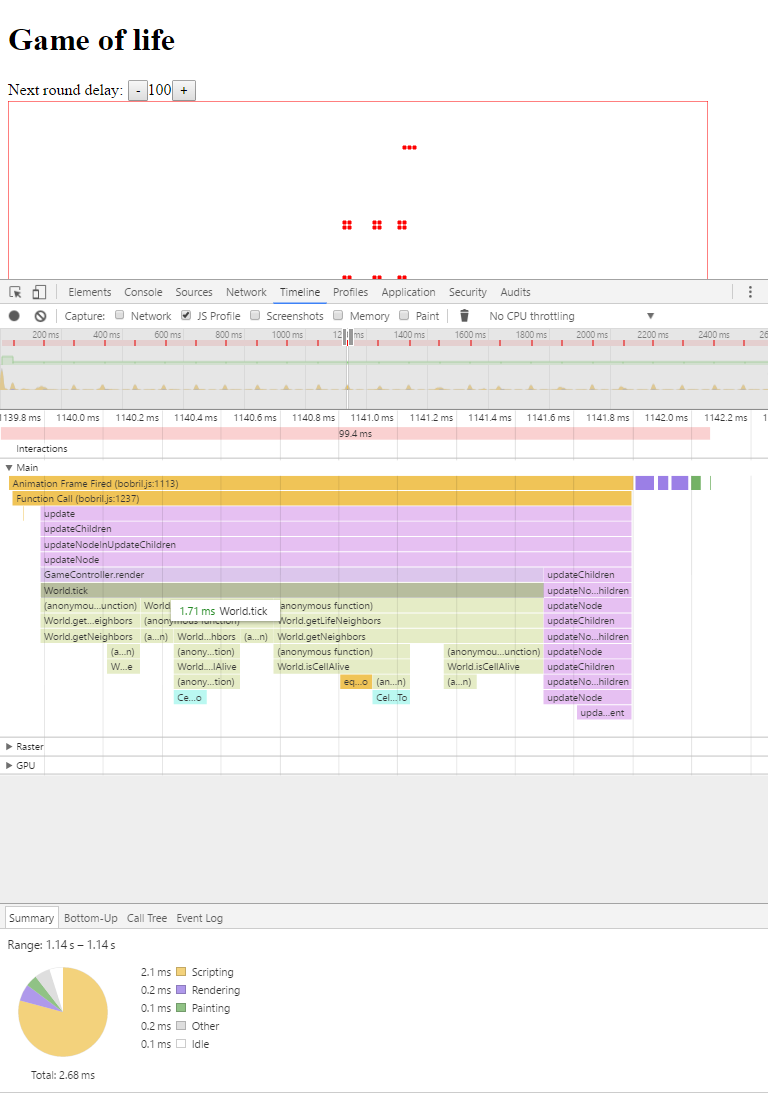 Game of life
Next round delay: - 100 +
Elements Console Sources Network Timeline Profiles Application Security Audits
Capture: Network JS Profile Screenshots Memory Paint No CPU throttling
200 ms 400 ms 600 ms 800 ms 1000 ms 12 ms 1400 ms 1600 ms 1800 ms 2000 ms 2200 ms 2400 ms 26
1139.8 ms 1140.0 ms 1140.2 ms 1140.4 ms 1140.6 ms 1140.8 ms 1141.0 ms 1141.2 ms 1141.4 ms 1141.6 ms 1141.8 ms 1142.0 ms 1142.2 ms 1
99.4 ms
Interactions
Main
Animation Frame Fired (bobril.js:1113)
Function Call (bobril.js:1237)
update
updateChildren
updateNodeInUpdateChildren
updateNode
GameController.render updateChildren
World.tick updateNo...hildren
(anonymou...unction) World 1.71 ms World.tick anonymous function) updateNode
World.get...eighbors World.getLifeNeighbors updateChildren
World.getNeighbors (a...n) World...hbors (a...n) World.getNeighbors updateNo...hildren
(a...n) (anony...tion) (anonymous function) (anonymou...unction) updateNode
W...e World....lAlive World.isCellAlive World.isCellAlive updateChildren
(anony...tion) eq...o (an...n) (a...n) updateNo...hildren
Ce...o Cel...To updateNode
upda...ent
Raster
GPU
Summary Bottom-Up Call Tree Event Log
Range: 1.14 s – 1.14 s
2.1 ms Scripting
0.2 ms Rendering
0.1 ms Painting
0.2 ms Other
0.1 ms Idle
Total: 2.68 ms